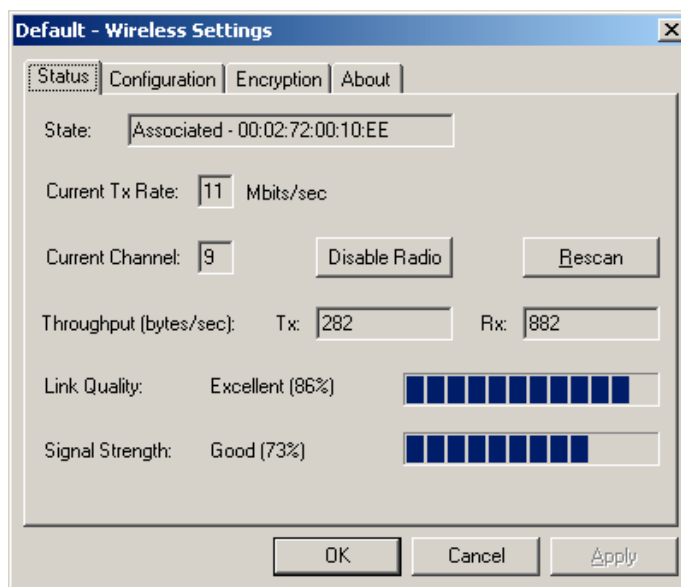 Default - Wireless Settings
Status Configuration Encryption About
State: Associated - 00:02:72:00:10:EE
Current Tx Rate: 11 Mbits/sec
Current Channel: 9 Disable Radio Rescan
Throughput (bytes/sec): Tx: 282 Rx: 882
Link Quality: Excellent (86%)
Signal Strength: Good (73%)
OK Cancel Apply